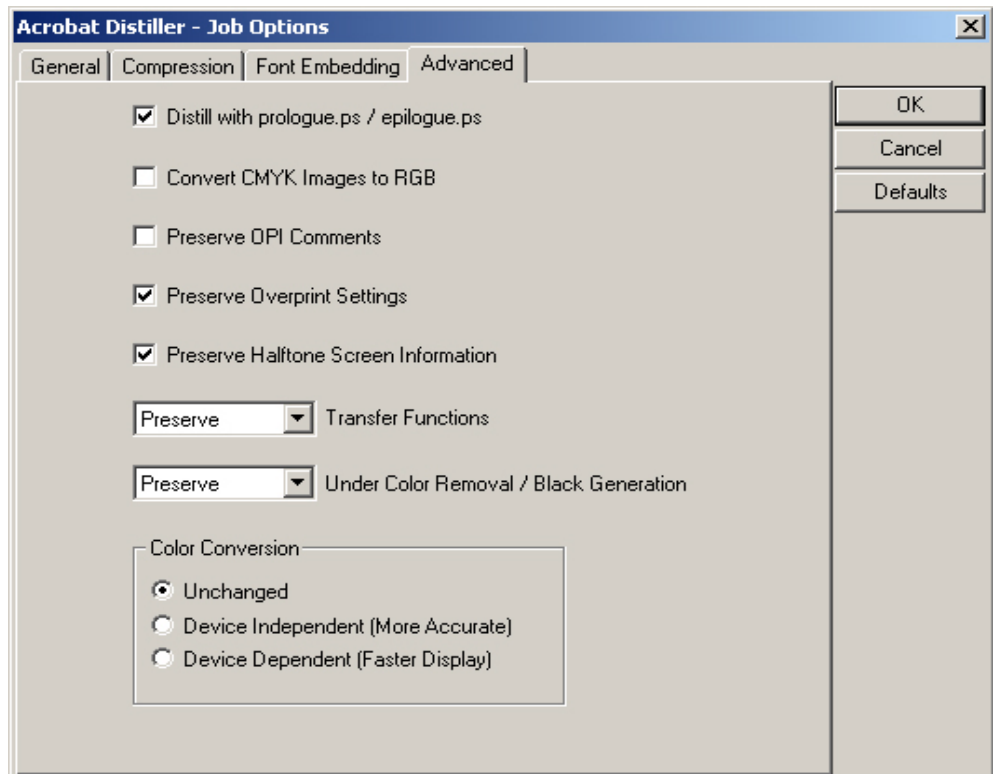 Acrobat Distiller - Job Options
General Compression Font Embedding Advanced
Distill with prologue.ps / epilogue.ps
Convert CMYK Images to RGB
Preserve OPI Comments
Preserve Overprint Settings
Preserve Halftone Screen Information
Preserve Transfer Functions
Preserve Under Color Removal / Black Generation
Color Conversion
Unchanged
Device Independent (More Accurate)
Device Dependent (Faster Display)
OK
Cancel
Defaults